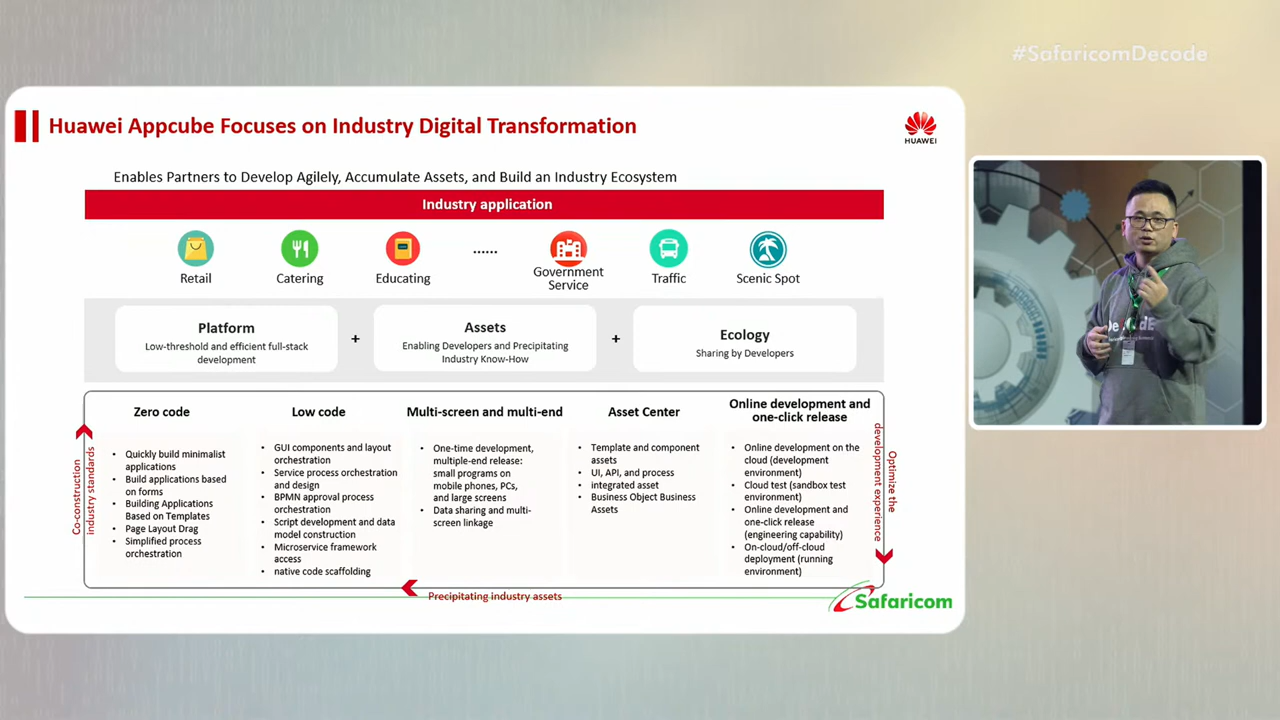 #SafaricomDecode
Huawei Appcube Focuses on Industry Digital Transformation
HUAWEI
Enables Partners to Develop Agilely, Accumulate Assets, and Build an Industry Ecosystem
Industry application
Retail
Catering
Educating
......
Government
Service
Traffic
Scenic Spot
Platform
Low-threshold and efficient full-stack
development
+
Assets
Enabling Developers and Precipitating
Industry Know-How
+
Ecology
Sharing by Developers
Zero code
• Quickly build minimalist
applications
• Build applications based
on forms
• Building Applications
Based on Templates
• Page Layout Drag
• Simplified process
orchestration
Low code
• GUI components and layout
orchestration
• Service process orchestration
and design
• BPMN approval process
orchestration
• Script development and data
model construction
• Microservice framework
access
• native code scaffolding
Multi-screen and multi-end
• One-time development,
multiple-end release:
small programs on
mobile phones, PCs,
and large screens
• Data sharing and multi-
screen linkage
Asset Center
• Template and component
assets
• UI, API, and process
• integrated asset
• Business Object Business
Assets
Online development and
one-click release
• Online development on the
cloud (development
environment)
• Cloud test (sandbox test
environment)
• Online development and
one-click release
(engineering capability)
• On-cloud/off-cloud
deployment (running
environment)
Co-construction
industry standards
Optimize the
development experience
Precipitating industry assets
Safaricom